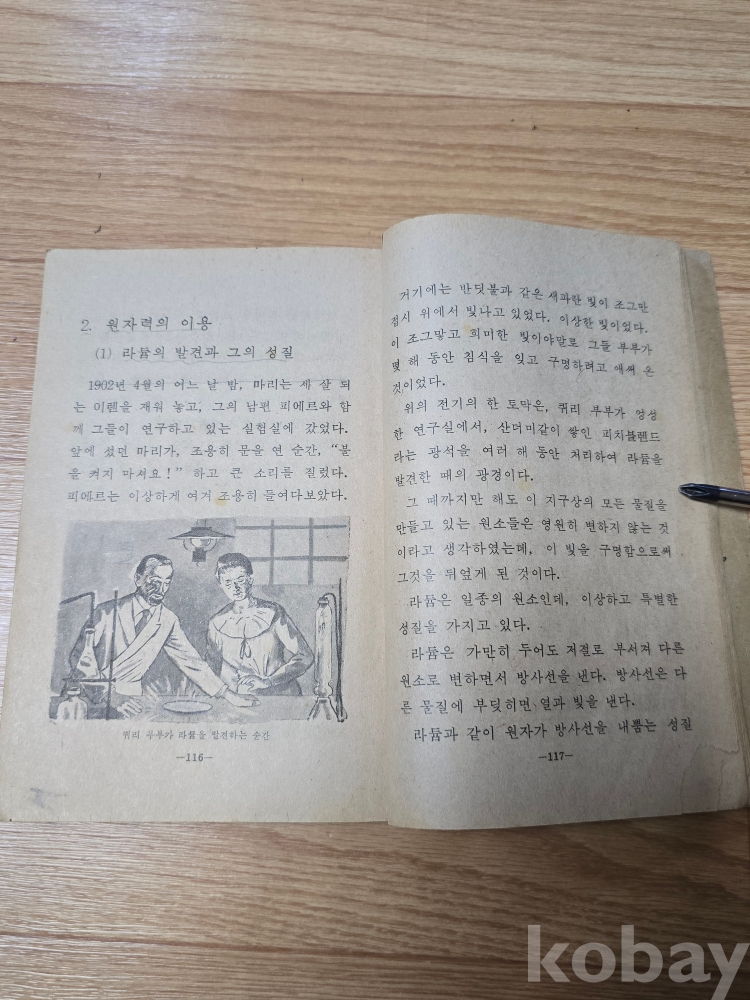 2. 원자력의 이용
(1) 라듐의 발견과 그의 성질
1902년 4월의 어느 날 밤, 마리는 세 살 되
는 이렌을 재워 놓고, 그의 남편 피에르와 함
께 그들이 연구하고 있는 실험실에 갔었다.
앞에 섰던 마리가, 조용히 문을 연 순간, “불
을 켜지 마셔요!” 하고 큰 소리를 질렀다.
피에르는 이상하게 여겨 조용히 들여다보았다.
퀴리 부부가 라듐을 발견하는 순간
—116—
거기에는 반딧불과 같은 새파란 빛이 조그만
접시 위에서 빛나고 있었다. 이상한 빛이었다.
이 조그맣고 희미한 빛이야말로 그들 부부가
몇 해 동안 침식을 잊고 구명하려고 애써 온
것이었다.
위의 전기의 한 토막은, 퀴리 부부가 엉성
한 연구실에서, 산더미같이 쌓인 피치블렌드
라는 광석을 여러 해 동안 처리하여 라듐을
발견한 때의 광경이다.
그 때까지만 해도 이 지구상의 모든 물질을
만들고 있는 원소들은 영원히 변하지 않는 것
이라고 생각하였는데, 이 빛을 구명함으로써
그것을 뒤엎게 된 것이다.
라듐은 일종의 원소인데, 이상하고 특별한
성질을 가지고 있다.
라듐은 가만히 두어도 저절로 부서져 다른
원소로 변하면서 방사선을 낸다. 방사선은 다
른 물질에 부딪히면 열과 빛을 낸다.
라듐과 같이 원자가 방사선을 내뿜는 성질
—117—
kobay